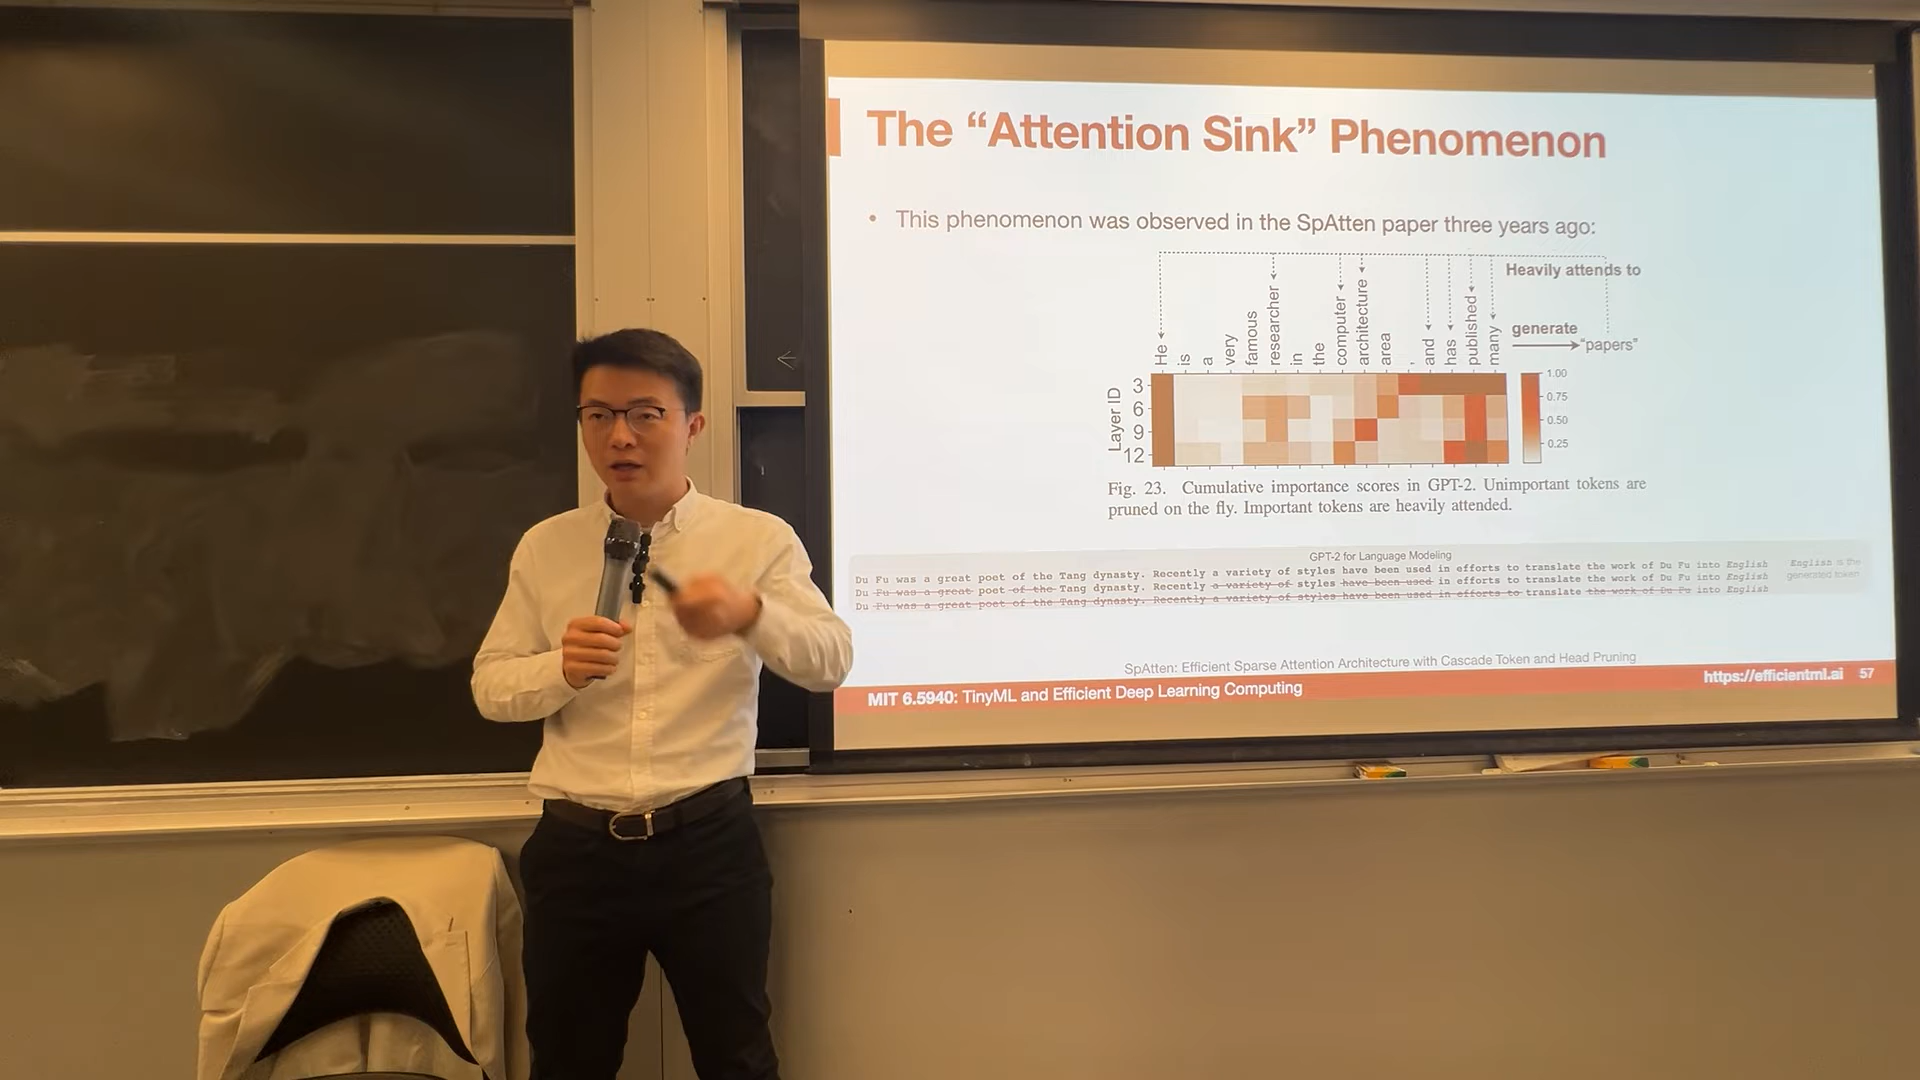 The “Attention Sink” Phenomenon
• This phenomenon was observed in the SpAtten paper three years ago:
Heavily attends to
He is a very famous researcher in the computer architecture area , and has published many
generate
“papers”
Layer ID
3
6
9
12
1.00
0.75
0.50
0.25
Fig. 23. Cumulative importance scores in GPT-2. Unimportant tokens are
pruned on the fly. Important tokens are heavily attended.
GPT-2 for Language Modeling
Du Fu was a great poet of the Tang dynasty. Recently a variety of styles have been used in efforts to translate the work of Du Fu into English
Du Fu was a great poet of the Tang dynasty. Recently a variety of styles have been used in efforts to translate the work of Du Fu into English
Du Fu was a great poet of the Tang dynasty. Recently a variety of styles have been used in efforts to translate the work of Du Fu into English
English is the
generated token
SpAtten: Efficient Sparse Attention Architecture with Cascade Token and Head Pruning
MIT 6.5940: TinyML and Efficient Deep Learning Computing
https://efficientml.ai 57